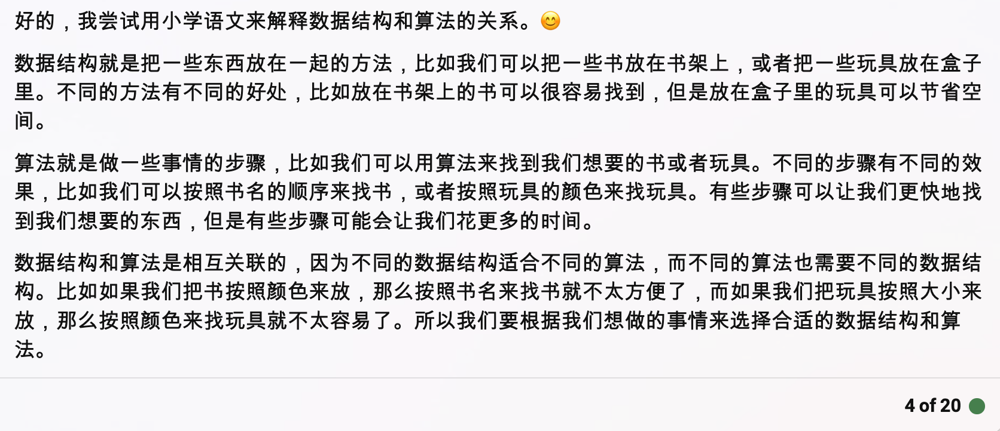 好的，我尝试用小学语文来解释数据结构和算法的关系。😊
数据结构就是把一些东西放在一起的方法，比如我们可以把一些书放在书架上，或者把一些玩具放在盒子
里。不同的方法有不同的好处，比如放在书架上的书可以很容易找到，但是放在盒子里的玩具可以节省空
间。
算法就是做一些事情的步骤，比如我们可以用算法来找到我们想要的书或者玩具。不同的步骤有不同的效
果，比如我们可以按照书名的顺序来找书，或者按照玩具的颜色来找玩具。有些步骤可以让我们更快地找
到我们想要的东西，但是有些步骤可能会让我们花更多的时间。
数据结构和算法是相互关联的，因为不同的数据结构适合不同的算法，而不同的算法也需要不同的数据结
构。比如如果我们把书按照颜色来放，那么按照书名来找书就不太方便了，而如果我们把玩具按照大小来
放，那么按照颜色来找玩具就不太容易了。所以我们要根据我们想做的事情来选择合适的数据结构和算
法。
4 of 20